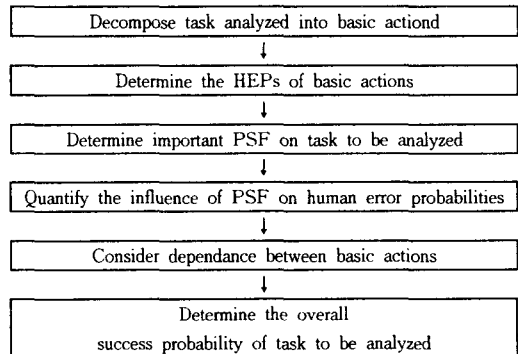 Decompose task analyzed into basic actiond
↓
Determine the HEPs of basic actions
↓
Determine important PSF on task to be analyzed
↓
Quantify the influence of PSF on human error probabilities
↓
Consider dependance between basic actions
↓
Determine the overall
success probability of task to be analyzed